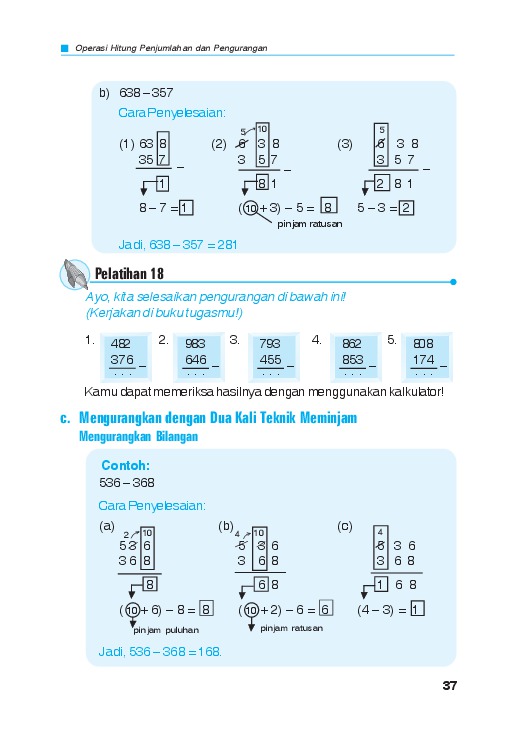 Operasi Hitung Penjumlahan dan Pengurangan
b) 638 – 357
Cara Penyelesaian:
(1) 63 8 (2) 5 10 6 3 8 (3) 5 6 3 8
35 7 – 3 5 7 – 3 5 7 –
1 8 1 2 8 1
8 – 7 = 1 (10 + 3) – 5 = 8 5 – 3 = 2
pinjam ratusan
Jadi, 638 – 357 = 281
Pelatihan 18
Ayo, kita selesaikan pengurangan di bawah ini!
(Kerjakan di buku tugasmu!)
1. 482 2. 983 3. 793 4. 862 5. 808
376 – 646 – 455 – 853 – 174 –
. . . . . . . . . . . . . . .
Kamu dapat memeriksa hasilnya dengan menggunakan kalkulator!
c. Mengurangkan dengan Dua Kali Teknik Meminjam
Mengurangkan Bilangan
Contoh:
536 – 368
Cara Penyelesaian:
(a) 2 10 (b) 4 10 (c) 4
5 3 6 5 3 6 5 3 6
3 6 8 3 6 8 3 6 8
8 6 8 1 6 8
(10 + 6) – 8 = 8 (10 + 2) – 6 = 6 (4 – 3) = 1
pinjam puluhan pinjam ratusan
Jadi, 536 – 368 = 168.
37